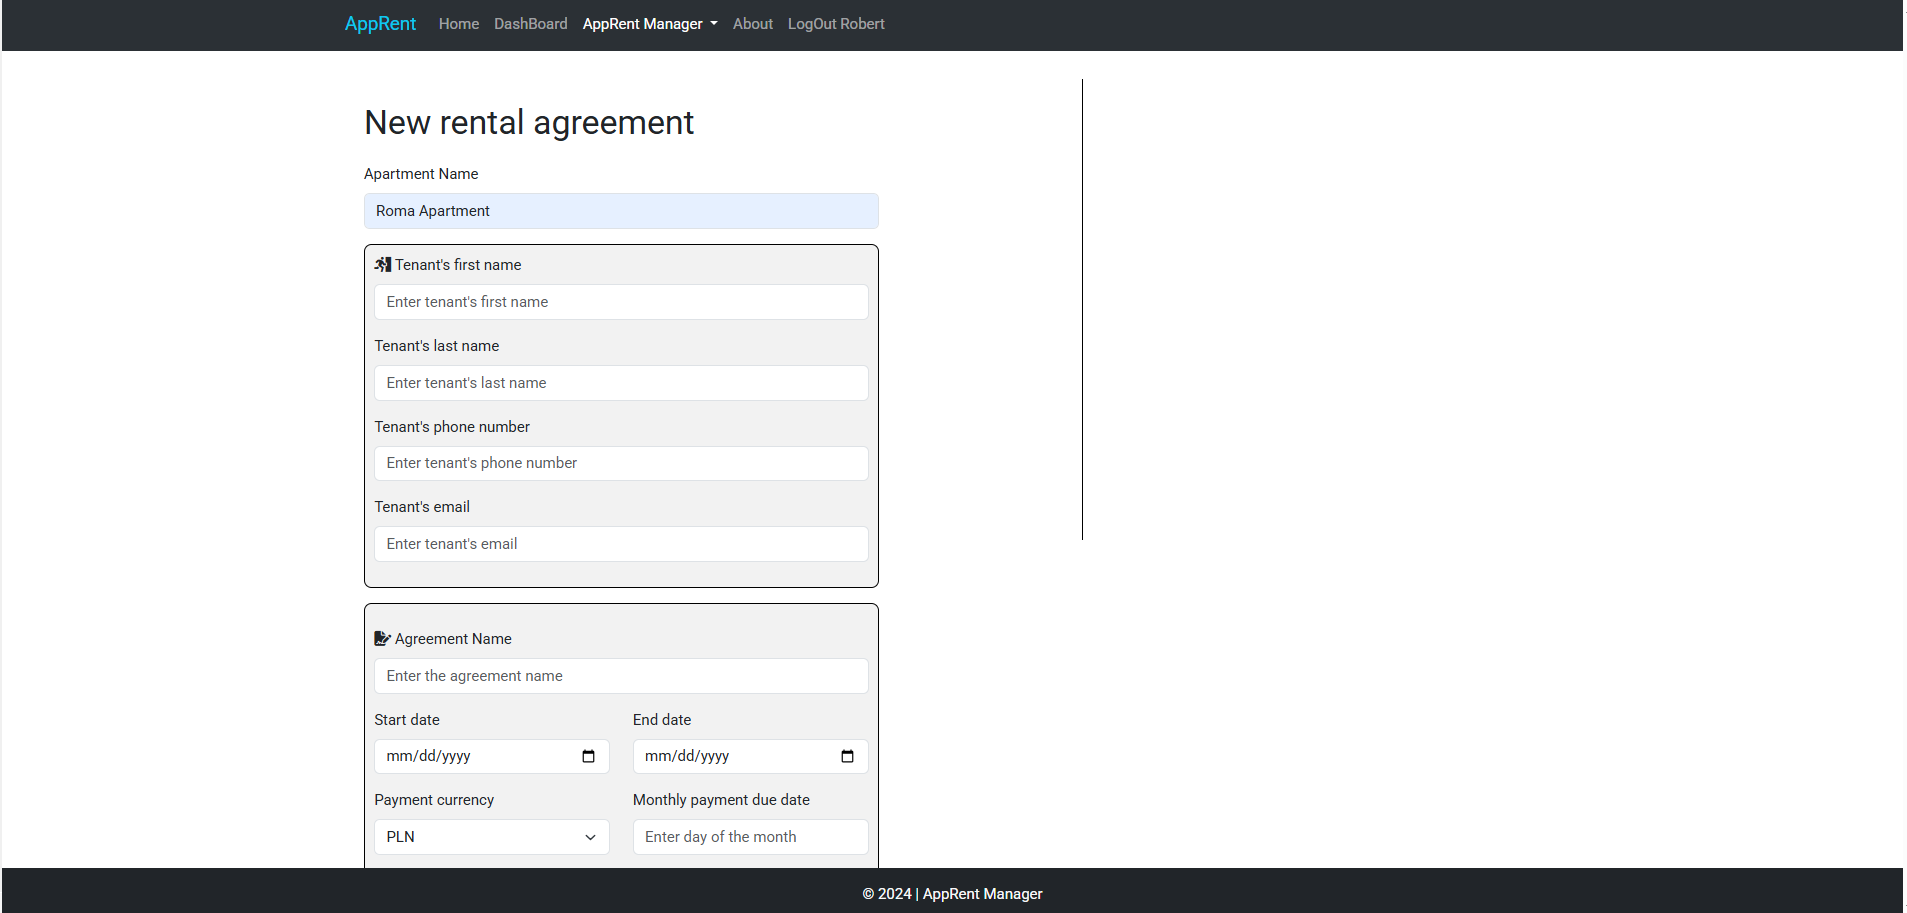 AppRent Home DashBoard AppRent Manager About LogOut Robert
New rental agreement
Apartment Name
Roma Apartment
Tenant's first name
Enter tenant's first name
Tenant's last name
Enter tenant's last name
Tenant's phone number
Enter tenant's phone number
Tenant's email
Enter tenant's email
Agreement Name
Enter the agreement name
Start date End date
mm/dd/yyyy mm/dd/yyyy
Payment currency Monthly payment due date
PLN Enter day of the month
© 2024 | AppRent Manager